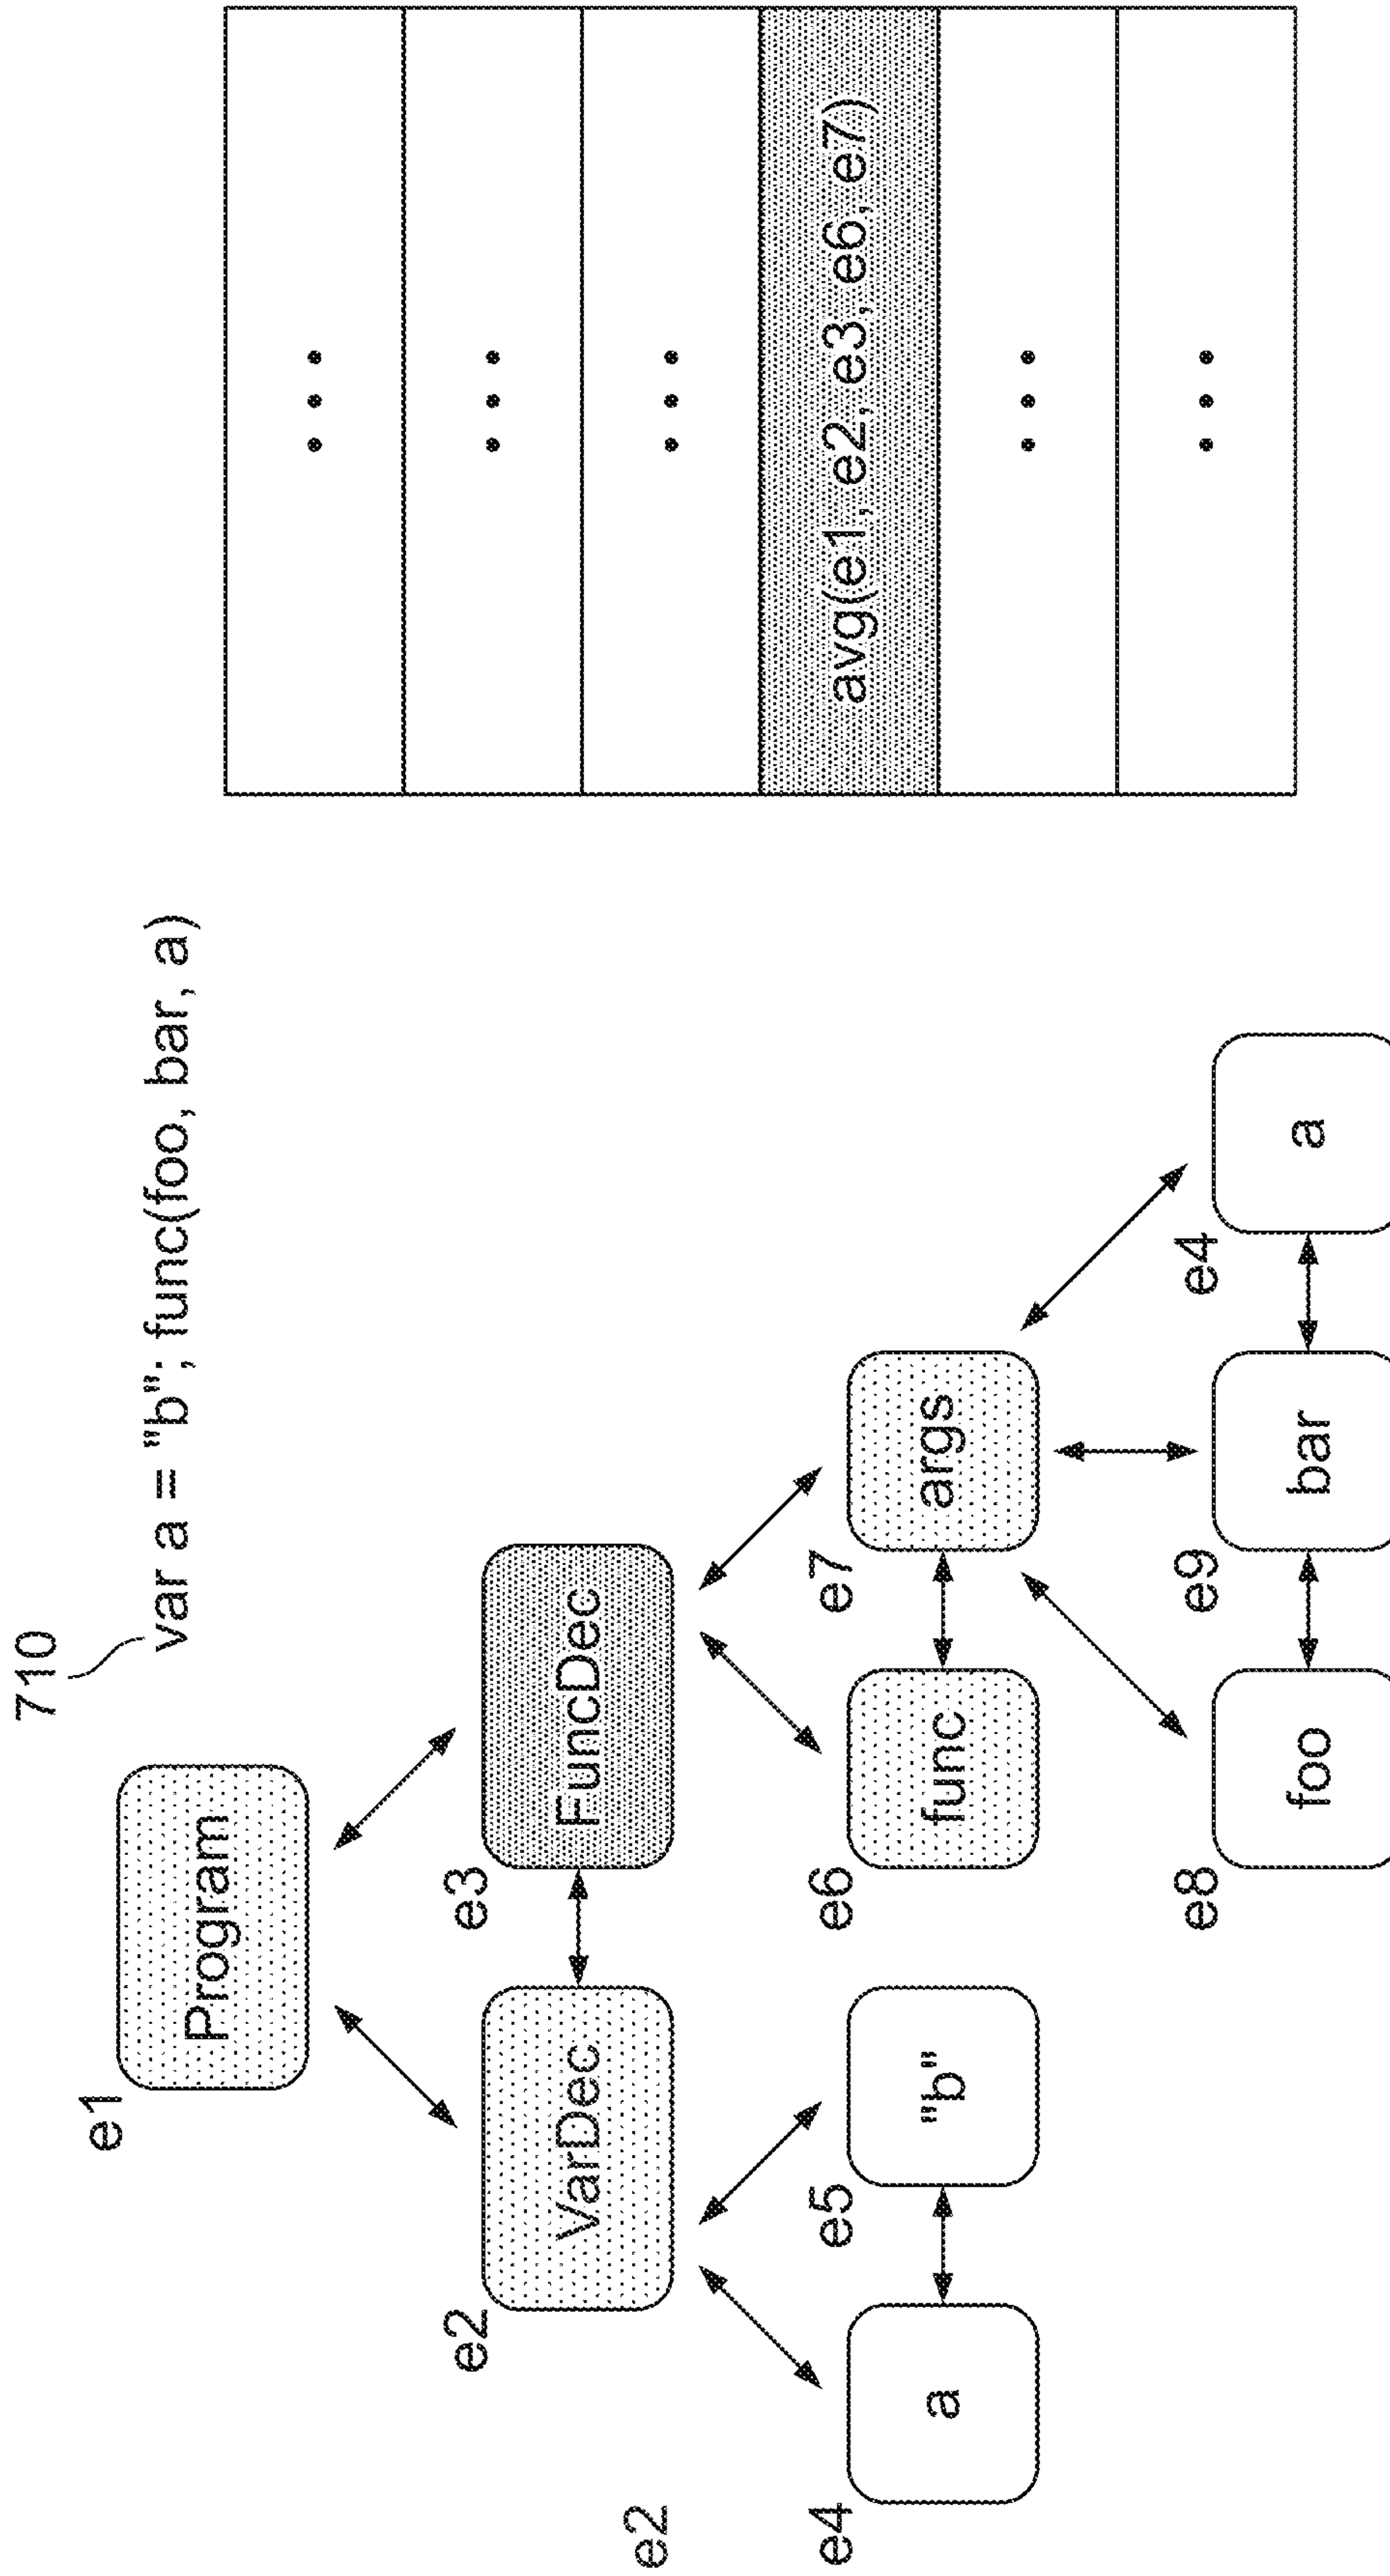 710
var a = "b"; func(foo, bar, a)
e1
Program
e2
VarDec
e3
FuncDec
e2
e4
a
e5
"b"
e6
func
e7
args
e8
foo
e9
bar
e4
a
...
...
...
avg(e1, e2, e3, e6, e7)
...
...